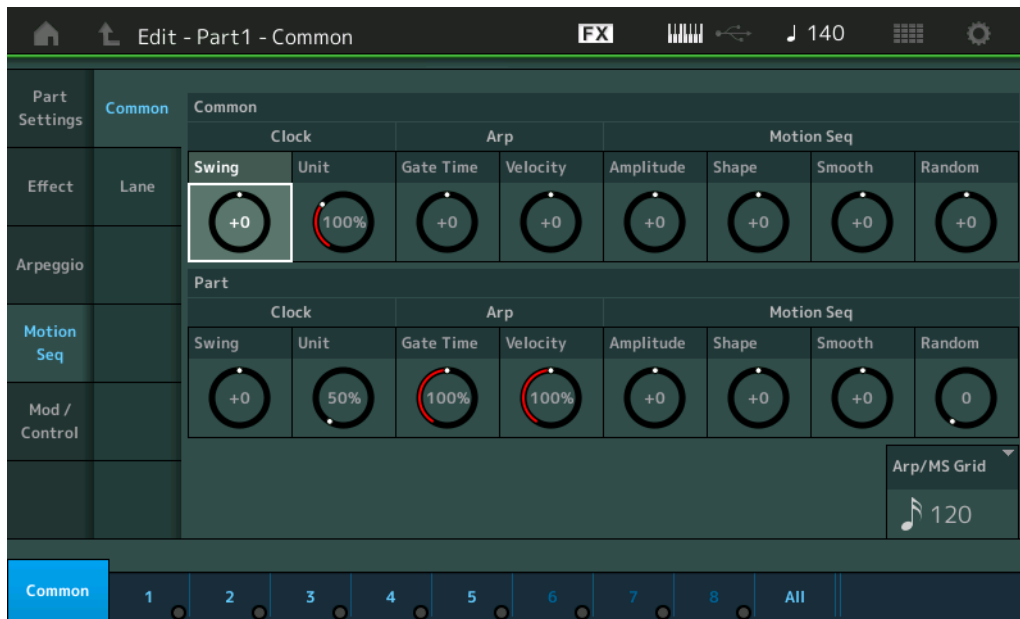 Edit - Part1 - Common FX 140
Part Settings
Effect
Arpeggio
Motion Seq
Mod / Control
Common
Lane
Common
Clock Arp Motion Seq
Swing Unit Gate Time Velocity Amplitude Shape Smooth Random
+0 100% +0 +0 +0 +0 +0 +0
Part
Clock Arp Motion Seq
Swing Unit Gate Time Velocity Amplitude Shape Smooth Random
+0 50% 100% 100% +0 +0 +0 0
Arp/MS Grid
120
Common 1 2 3 4 5 6 7 8 All